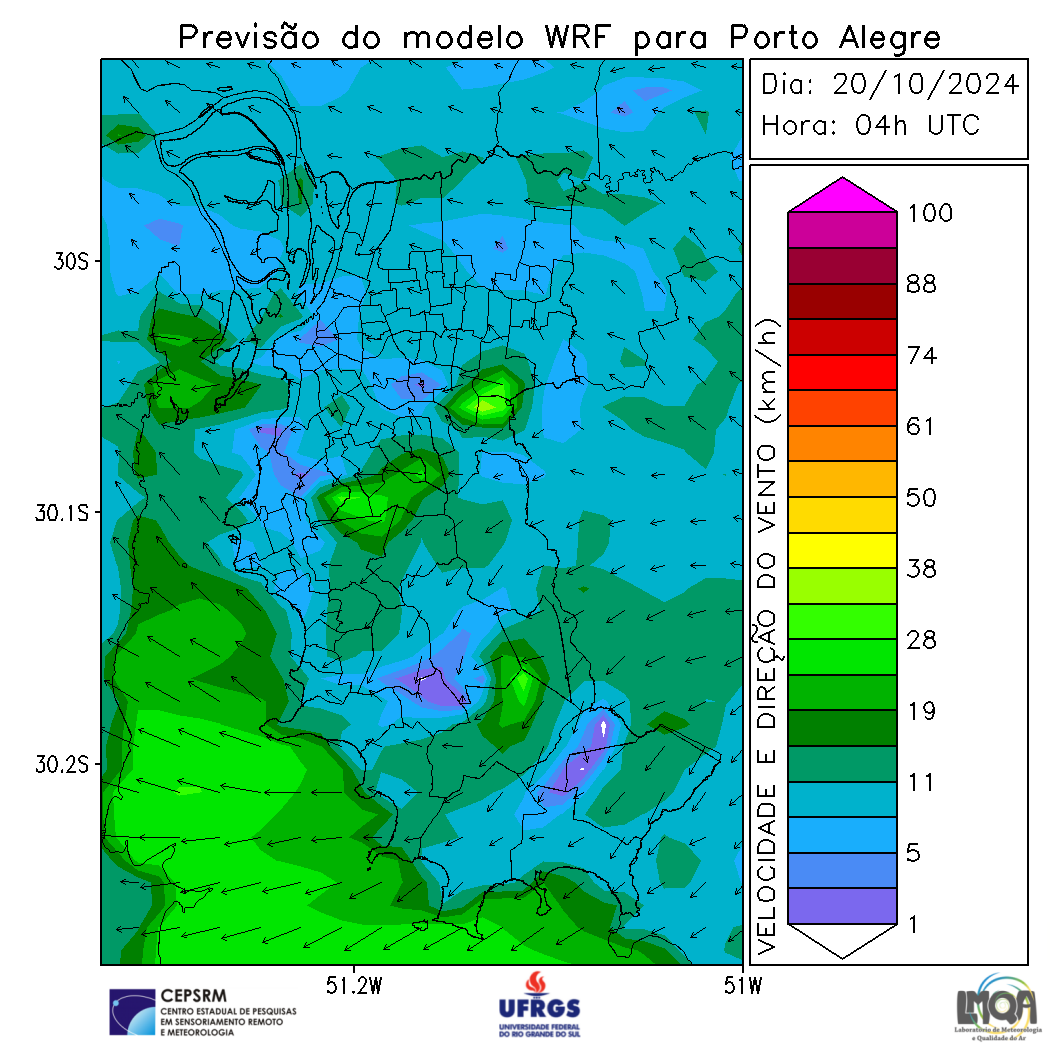 Previsão do modelo WRF para Porto Alegre
Dia: 20/10/2024
Hora: 04h UTC
30S
30.1S
30.2S
51.2W
51W
VELOCIDADE E DIREÇÃO DO VENTO (km/h)
100
88
74
61
50
38
28
19
11
5
1
CEPSRM
CENTRO ESTADUAL DE PESQUISAS
EM SENSORIAMENTO REMOTO
E METEOROLOGIA
UFRGS
UNIVERSIDADE FEDERAL
DO RIO GRANDE DO SUL
LMQA
Laboratório de Meteorologia
e Qualidade do Ar